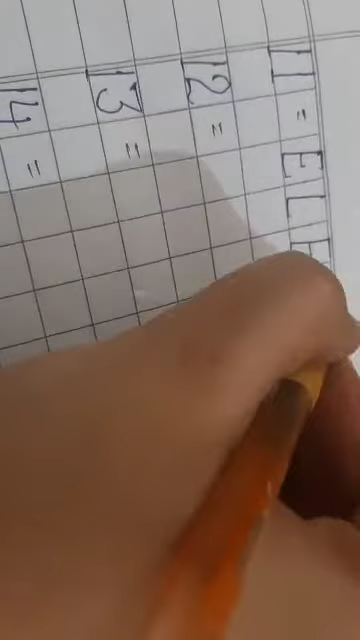 11 = ELE
12 =
13 =
14 =